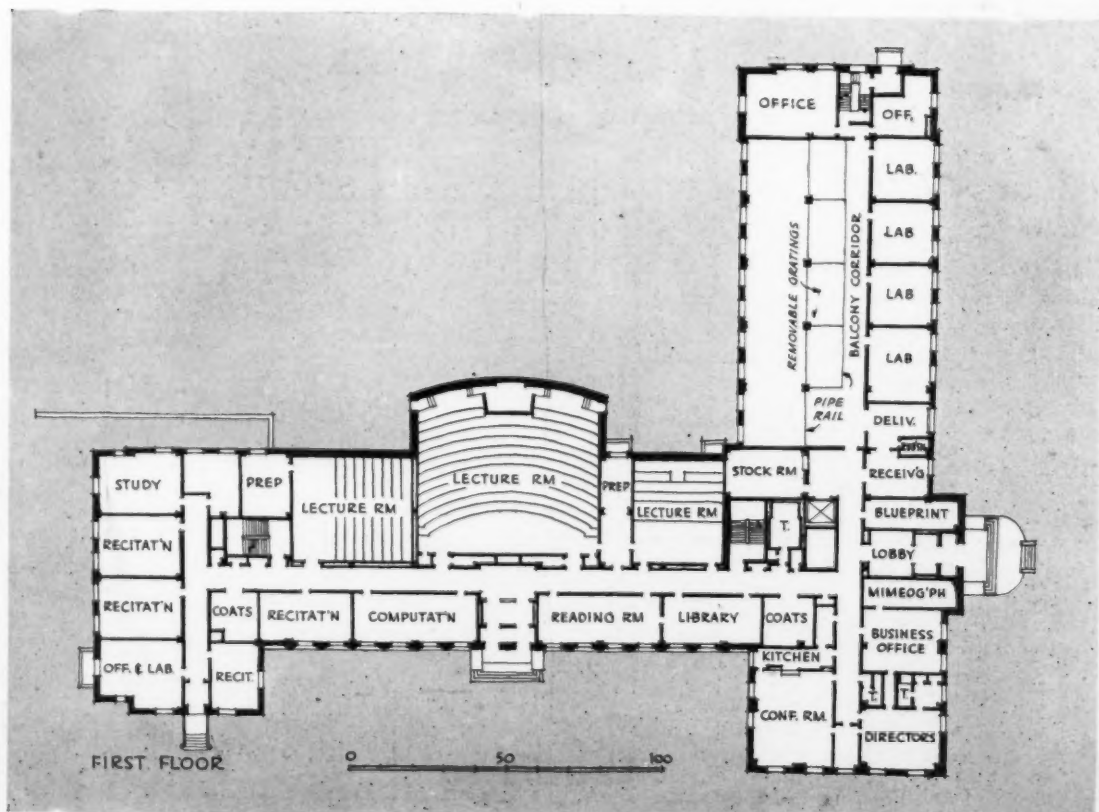 OFFICE
OFF.
LAB.
LAB
LAB
LAB
REMOVABLE GRATINGS
BALCONY CORRIDOR
PIPE
RAIL
DELIV.
STUDY
PREP
LECTURE RM
LECTURE RM
PREP
LECTURE RM
STOCK RM
RECEIV'G
BLUEPRINT
T.
LOBBY
RECITAT'N
RECITAT'N
COATS
RECITAT'N
COMPUTAT'N
READING RM
LIBRARY
COATS
MIMEOG'PH
BUSINESS
OFFICE
KITCHEN
OFF. & LAB.
RECIT.
T.
T.
CONF. RM.
DIRECTORS
FIRST FLOOR
0 50 100